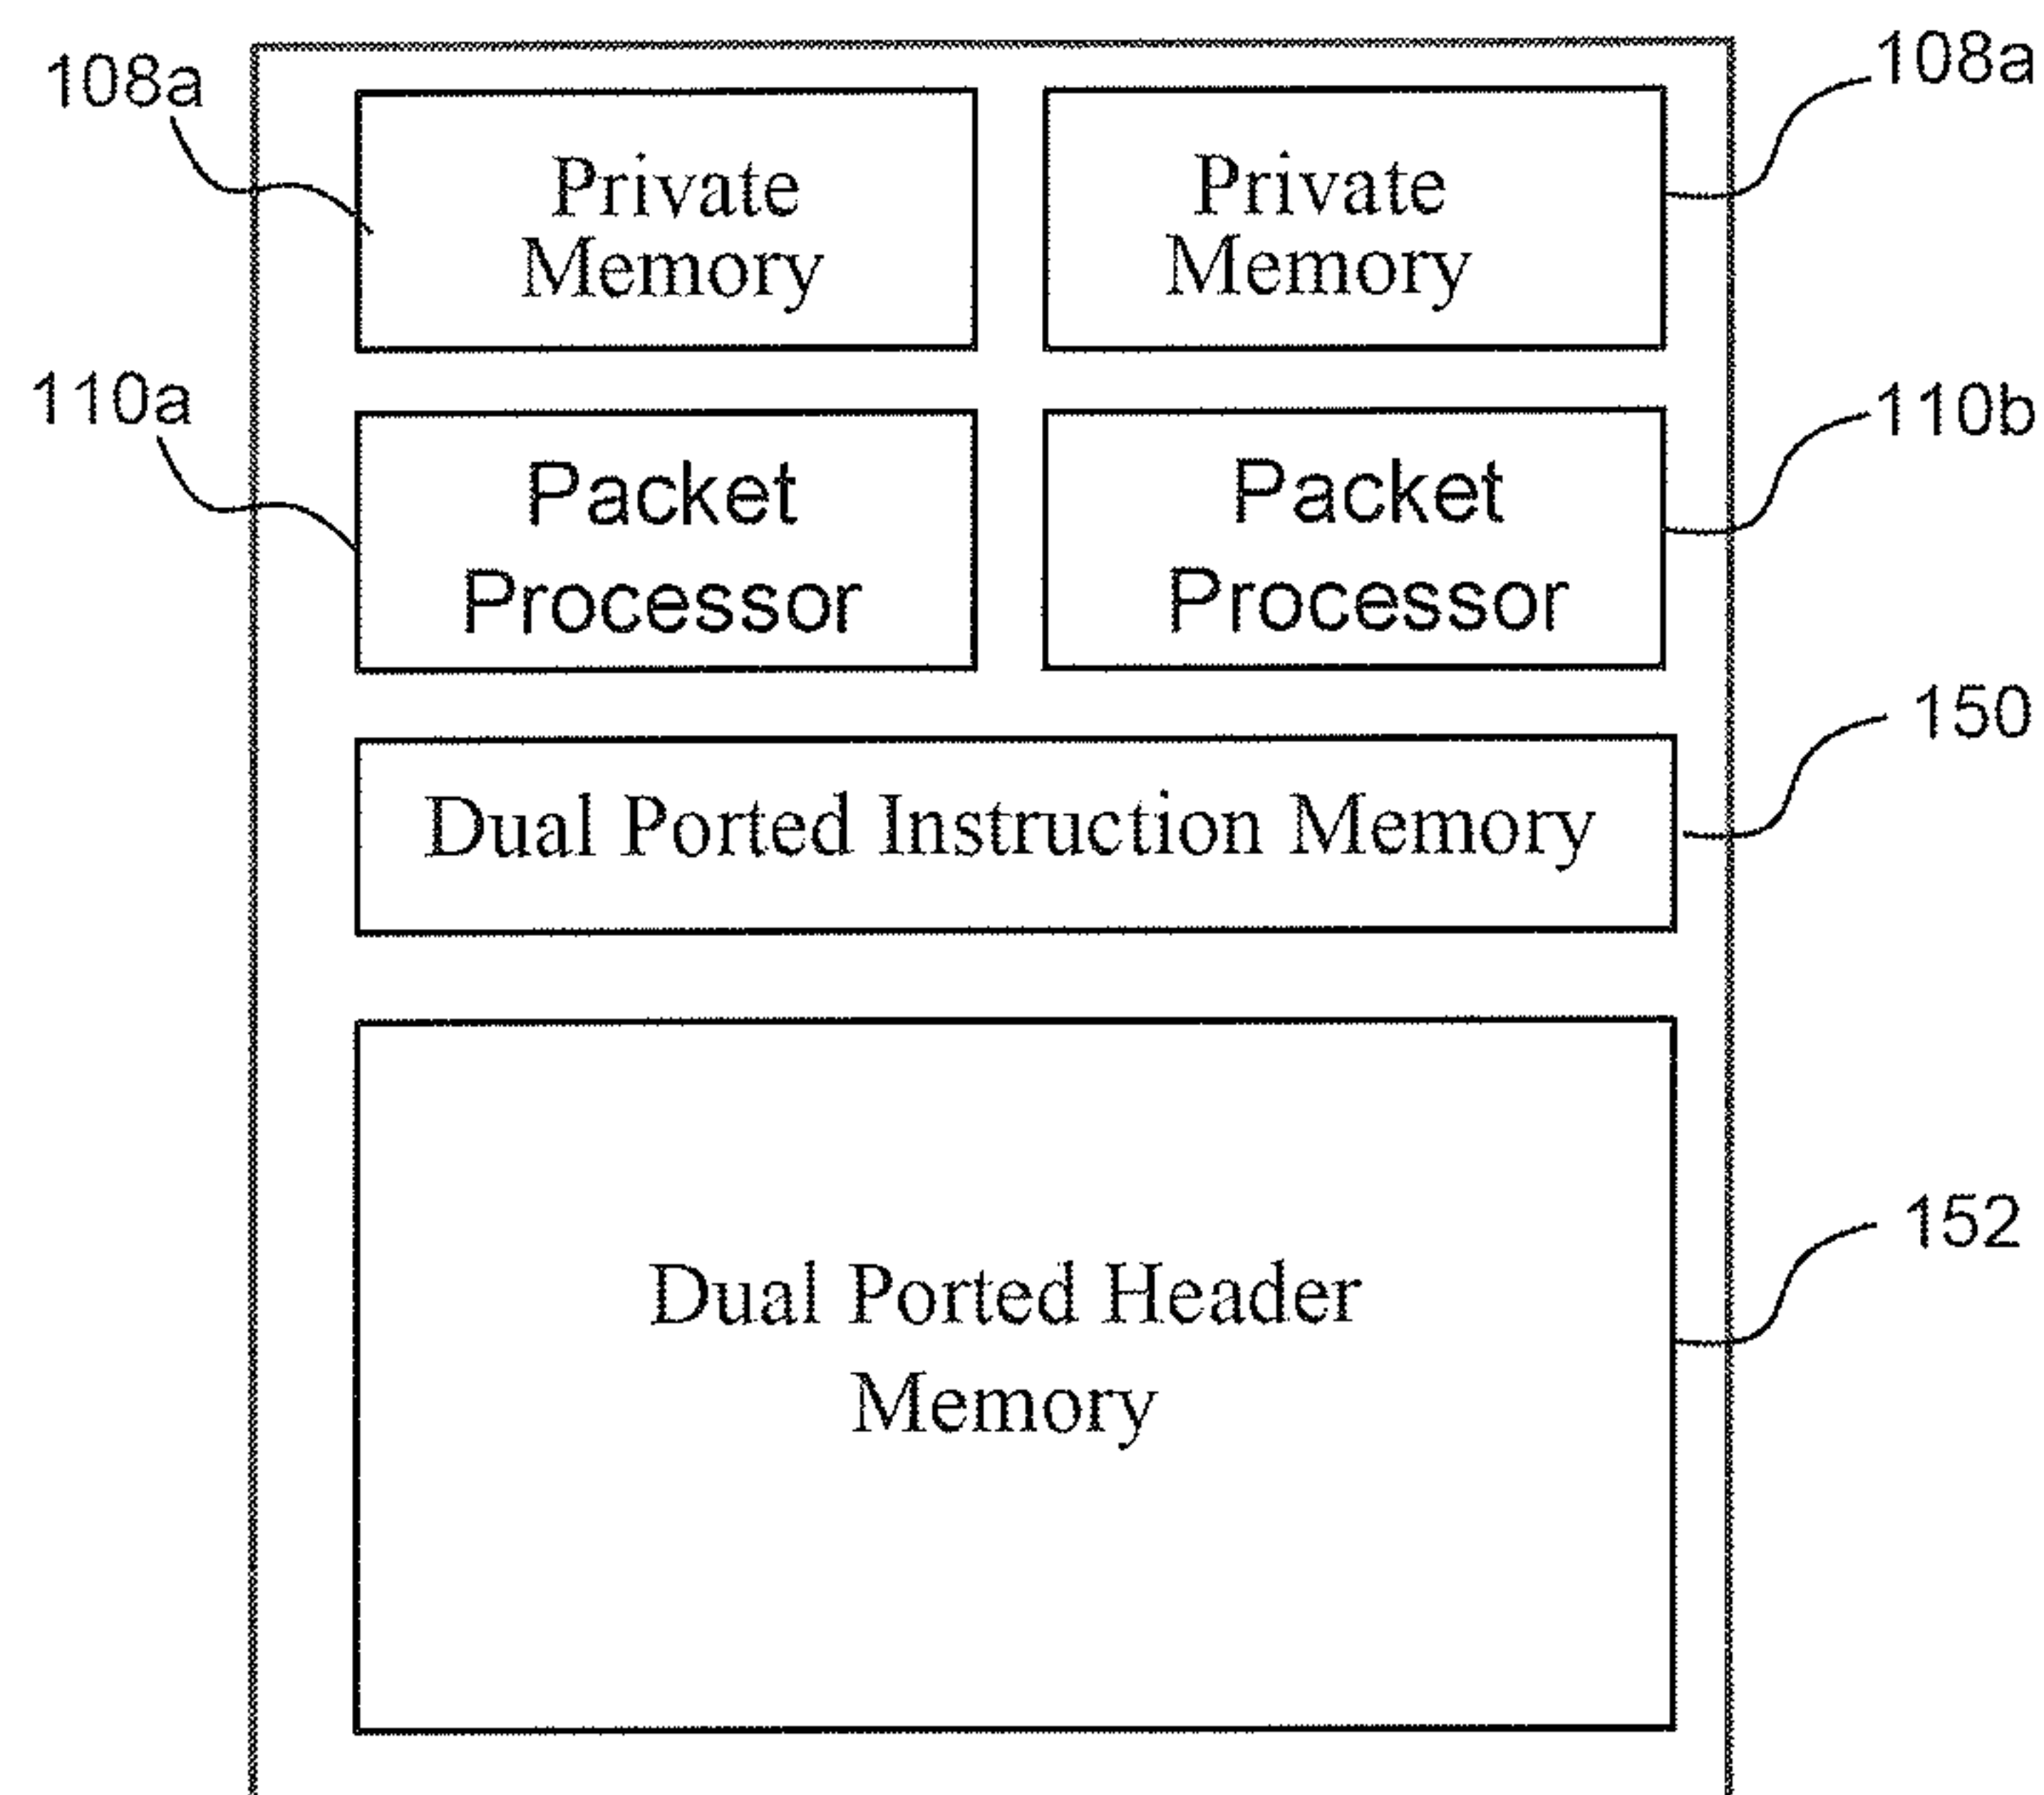 108a
Private
Memory
Private
Memory
108a
110a
Packet
Processor
Packet
Processor
110b
Dual Ported Instruction Memory
150
Dual Ported Header
Memory
152